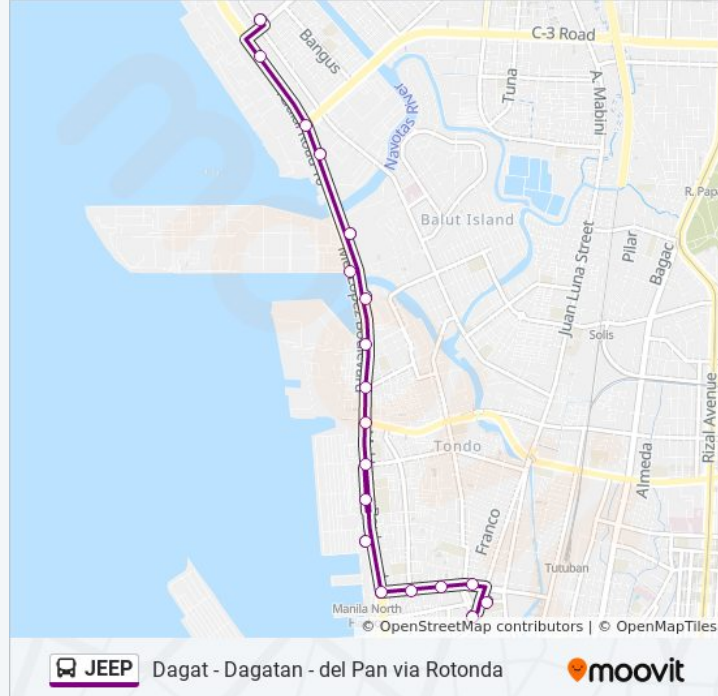 C-3 Road
Bangus
Tuna
A. Mabini
Navotas River
R. Pap
Balut Island
Juan Luna Street
Pilar
Bagac
Solis
Rizal Avenue
Tondo
Almeda
Franco
Tutuban
Manila North
© OpenStreetMap contributors | © OpenMapTiles
JEEP
Dagat - Dagatan - del Pan via Rotonda
moovit